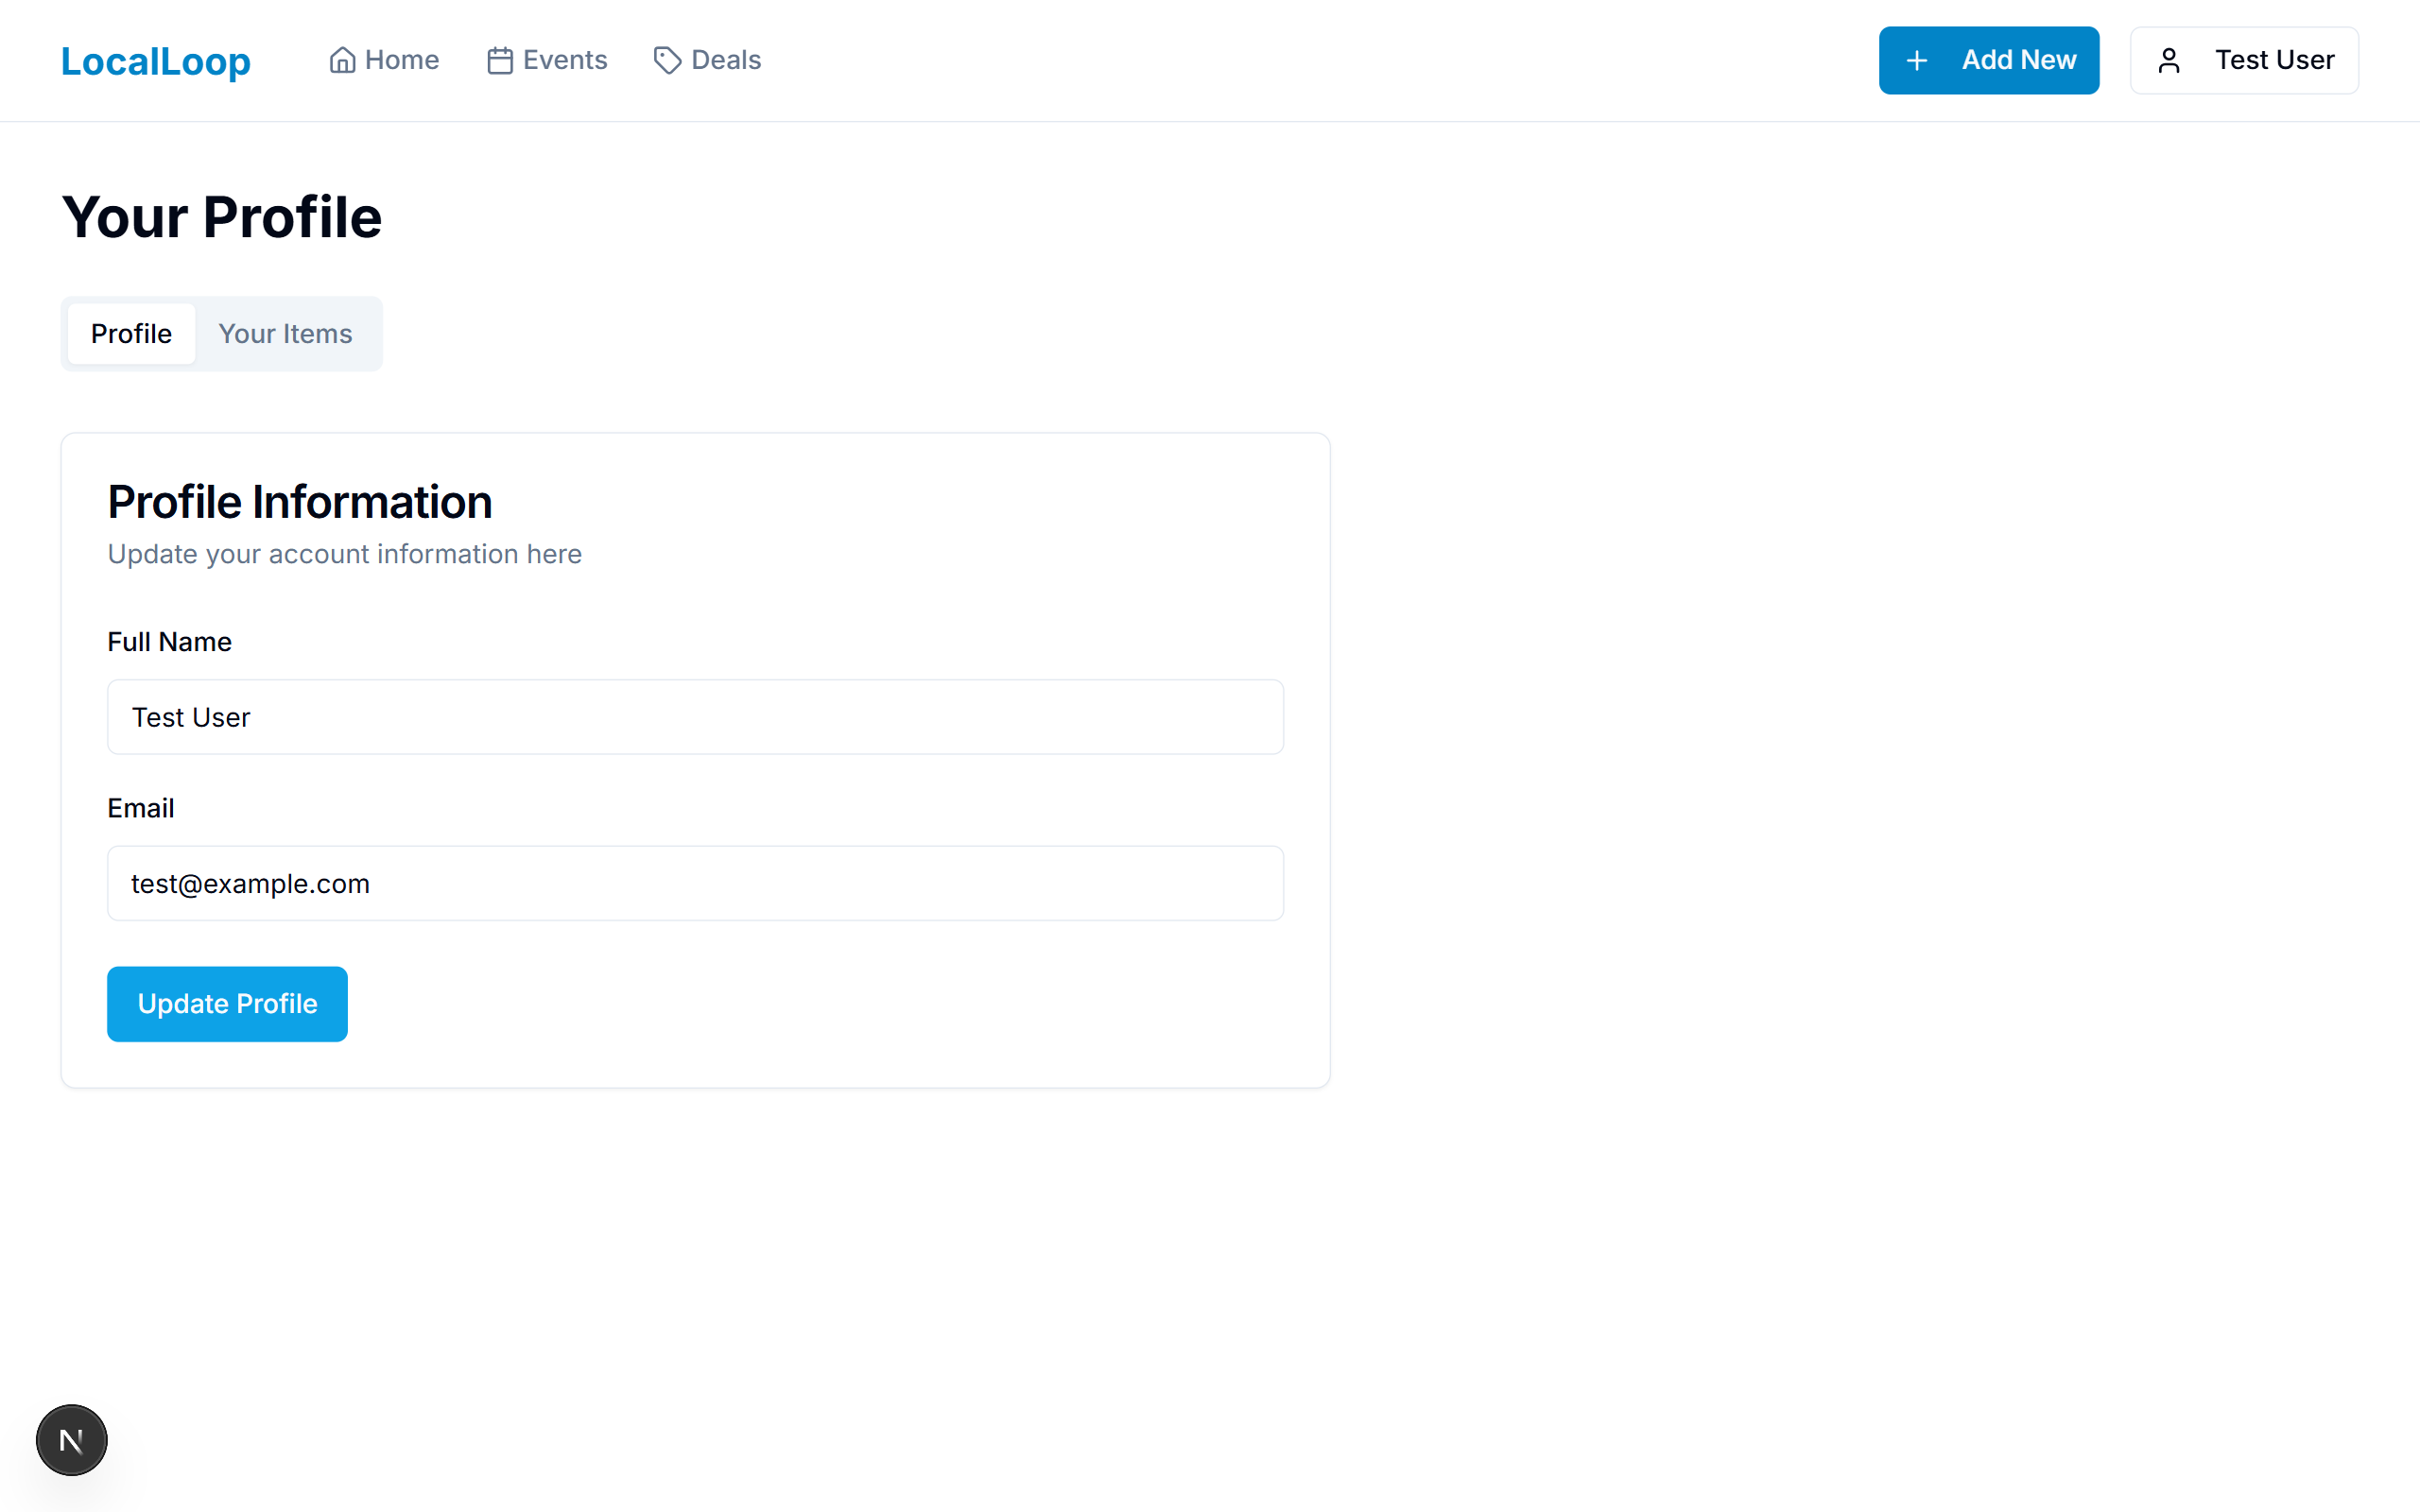 LocalLoop
Home
Events
Deals
Add New
Test User
Your Profile
Profile
Your Items
Profile Information
Update your account information here
Full Name
Test User
Email
test@example.com
Update Profile
N